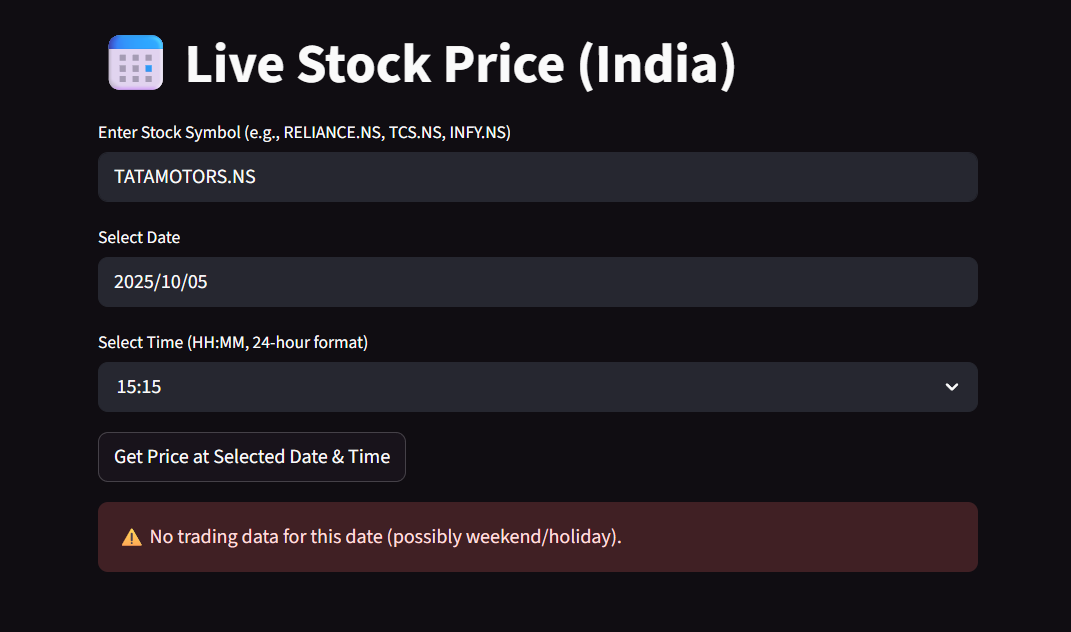 Live Stock Price (India)
Enter Stock Symbol (e.g., RELIANCE.NS, TCS.NS, INFY.NS)
TATAMOTORS.NS
Select Date
2025/10/05
Select Time (HH:MM, 24-hour format)
15:15
Get Price at Selected Date & Time
⚠️ No trading data for this date (possibly weekend/holiday).